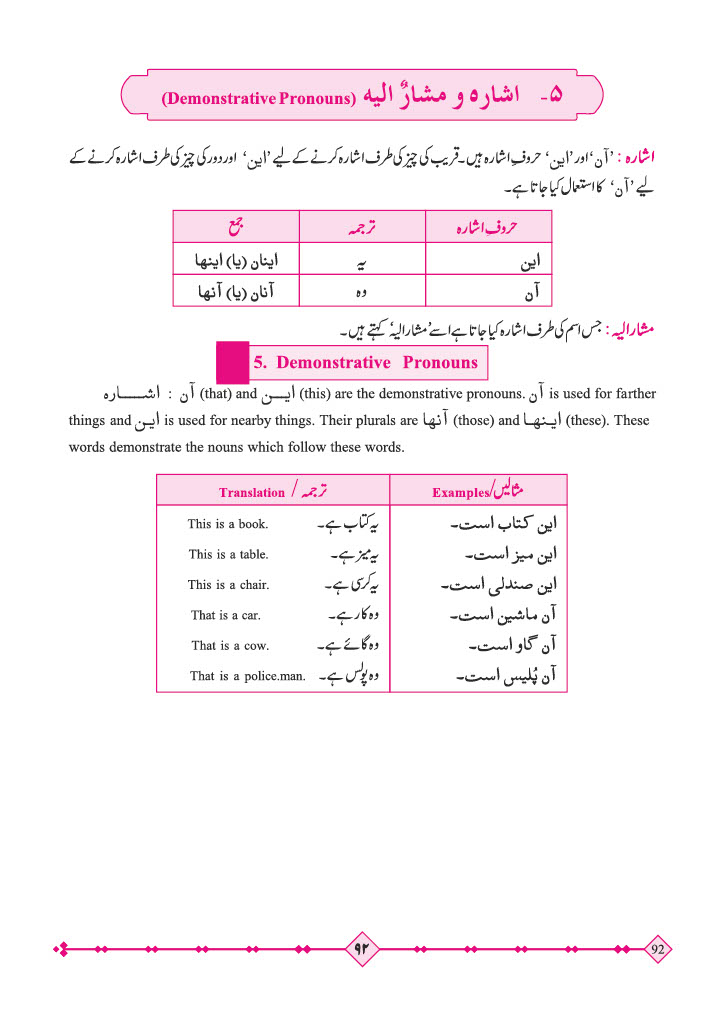 ۵- اشارہ و مشارٌ الیہ (Demonstrative Pronouns)
اشارہ : ’آن‘ اور ’این‘ حروفِ اشارہ ہیں۔ قریب کی چیز کی طرف اشارہ کرنے کے لیے ’این‘ اور دور کی چیز کی طرف اشارہ کرنے کے
لیے ’آن‘ کا استعمال کیا جاتا ہے۔
حروفِ اشارہ ترجمہ جمع
این یہ اینان (یا) اینھا
آن وہ آنان (یا) آنھا
مشارالیہ : جس اسم کی طرف اشارہ کیا جاتا ہے اسے ’مشارالیہ‘ کہتے ہیں۔
5. Demonstrative Pronouns
اشارہ : آن (that) and این (this) are the demonstrative pronouns. آن is used for farther
things and این is used for nearby things. Their plurals are آنھا (those) and اینھا (these). These
words demonstrate the nouns which follow these words.
مثالیں/Examples ترجمہ / Translation
این کتاب است۔ یہ کتاب ہے۔ This is a book.
این میز است۔ یہ میز ہے۔ This is a table.
این صندلی است۔ یہ کرسی ہے۔ This is a chair.
آن ماشین است۔ وہ کار ہے۔ That is a car.
آن گاو است۔ وہ گائے ہے۔ That is a cow.
آن پُلیس است۔ وہ پولس ہے۔ That is a police.man.
۹۲
92